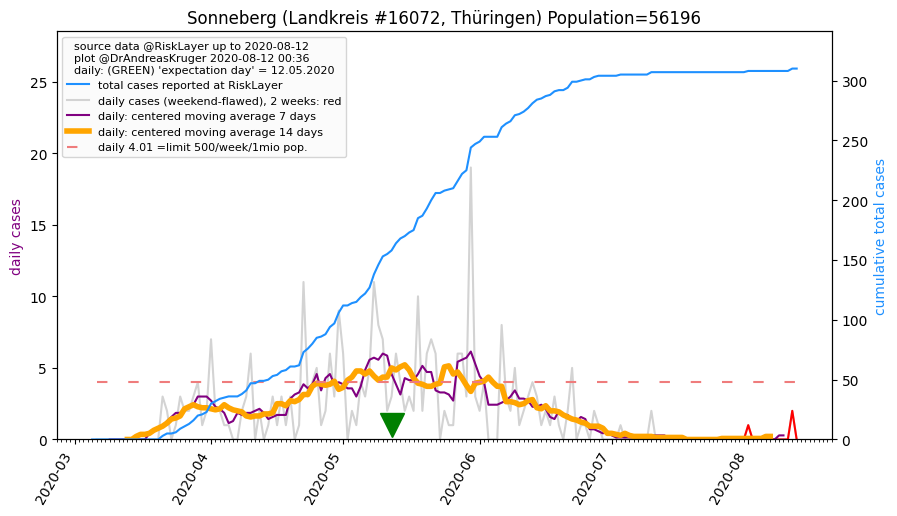 Sonneberg (Landkreis #16072, Thüringen) Population=56196
source data @RiskLayer up to 2020-08-12
plot @DrAndreasKruger 2020-08-12 00:36
daily: (GREEN) 'expectation day' = 12.05.2020
total cases reported at RiskLayer
daily cases (weekend-flawed), 2 weeks: red
daily: centered moving average 7 days
daily: centered moving average 14 days
daily 4.01 =limit 500/week/1mio pop.
daily cases
25
20
15
10
5
0
cumulative total cases
300
250
200
150
100
50
0
2020-03
2020-04
2020-05
2020-06
2020-07
2020-08